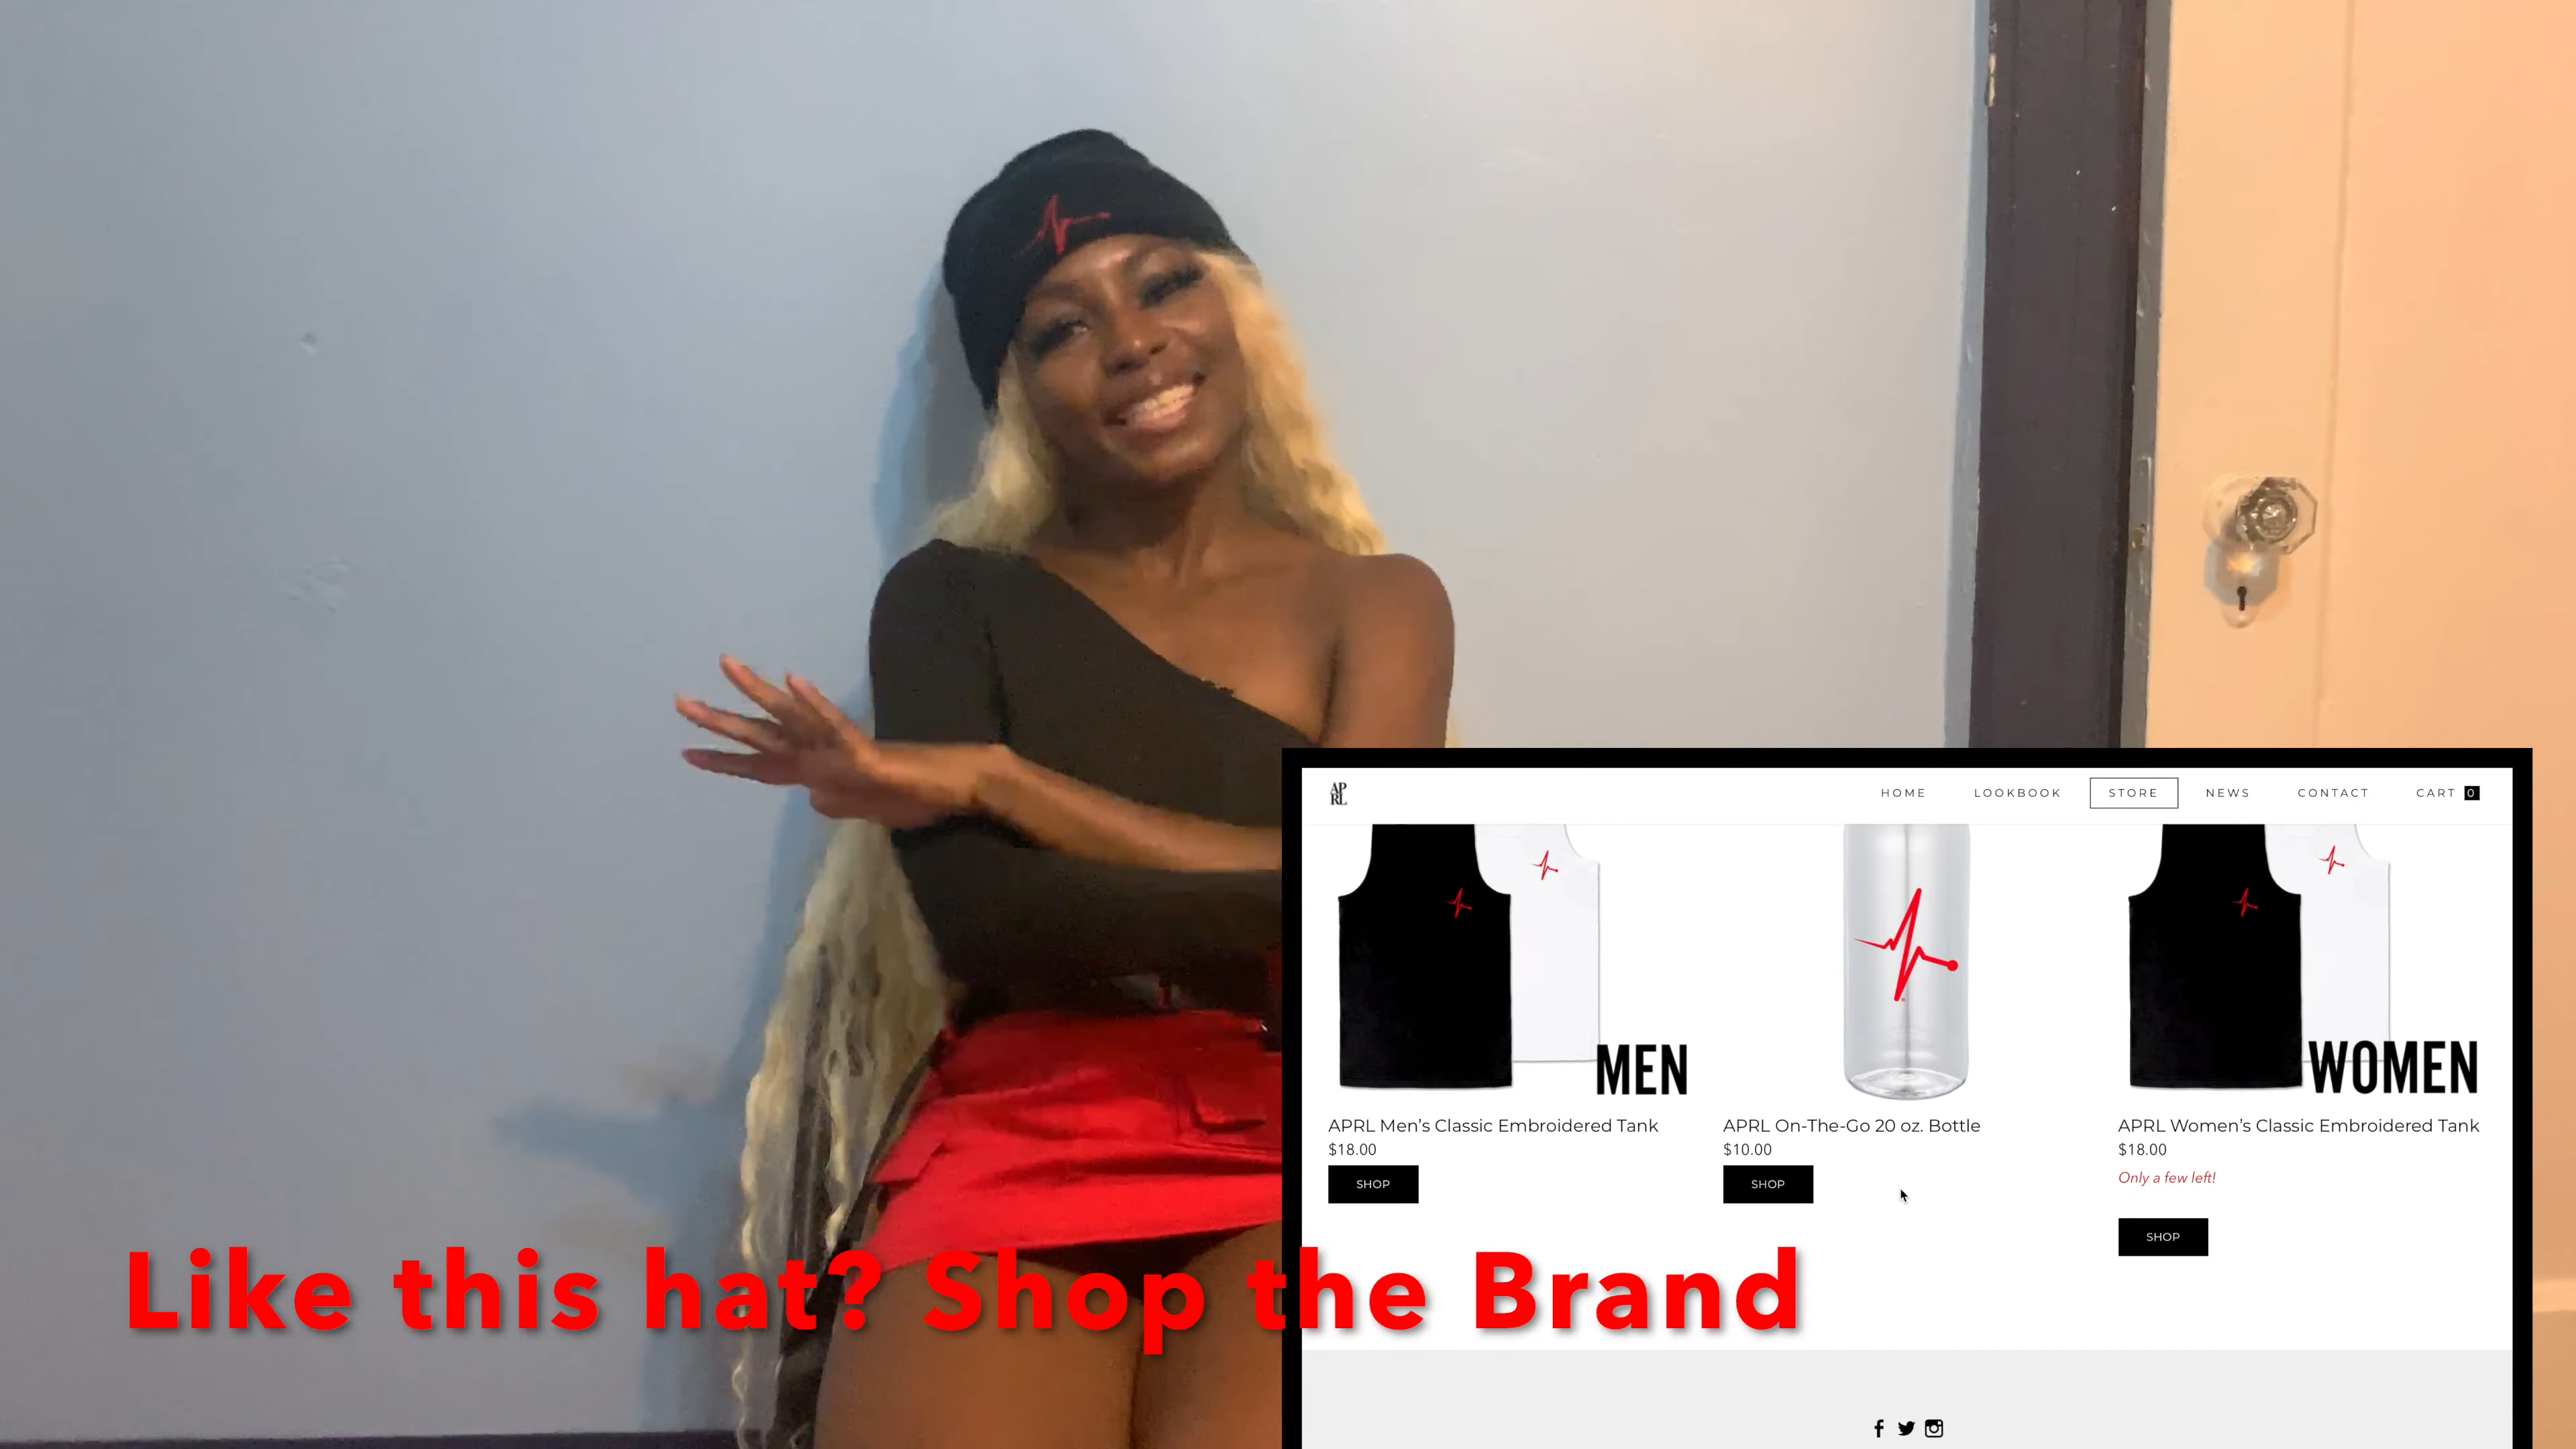 AP
RL
HOME LOOKBOOK STORE NEWS CONTACT CART 0
MEN
WOMEN
APRL Men's Classic Embroidered Tank
$18.00
SHOP
APRL On-The-Go 20 oz. Bottle
$10.00
SHOP
APRL Women's Classic Embroidered Tank
$18.00
Only a few left!
SHOP
Like this hat? Shop the Brand